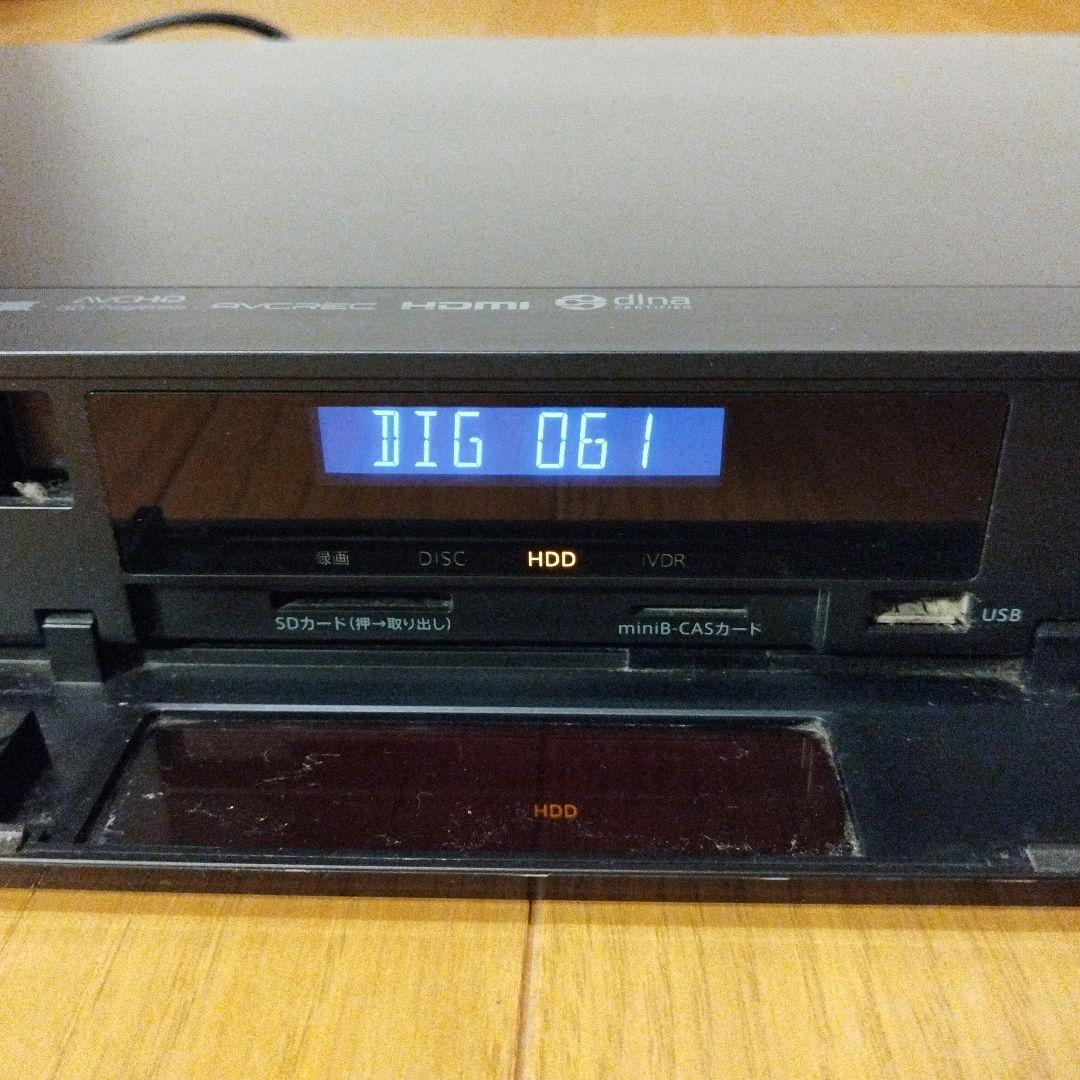 AVCHD
AVCREC HDMI dlna
CERTIFIED
DIG 061
録画 DISC HDD iVDR
SDカード(押→取り出し) miniB-CASカード USB
HDD